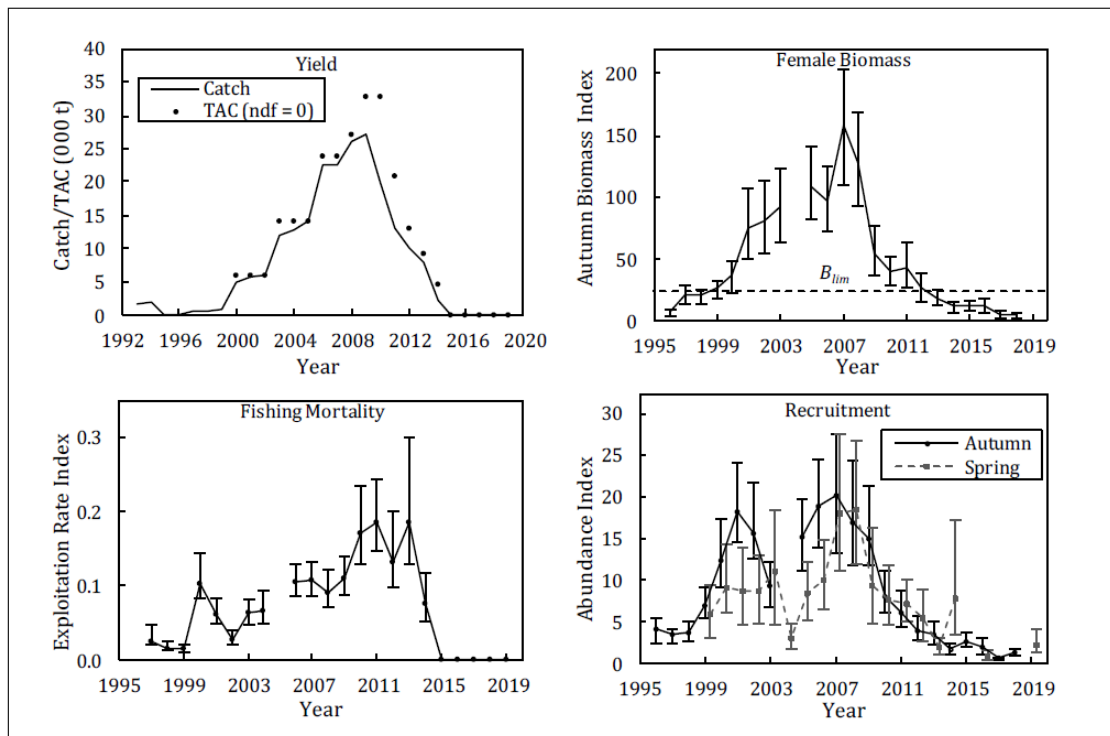 Yield
Catch
TAC (ndf = 0)
Catch/TAC (000 t)
40
35
30
25
20
15
10
5
0
1992 1996 2000 2004 2008 2012 2016 2020
Year
Female Biomass
Autumn Biomass Index
200
150
100
50
0
Blim
1995 1999 2003 2007 2011 2015 2019
Year
Fishing Mortality
Exploitation Rate Index
0.3
0.2
0.1
0.0
1995 1999 2003 2007 2011 2015 2019
Year
Recruitment
Autumn
Spring
Abundance Index
30
25
20
15
10
5
0
1995 1999 2003 2007 2011 2015 2019
Year